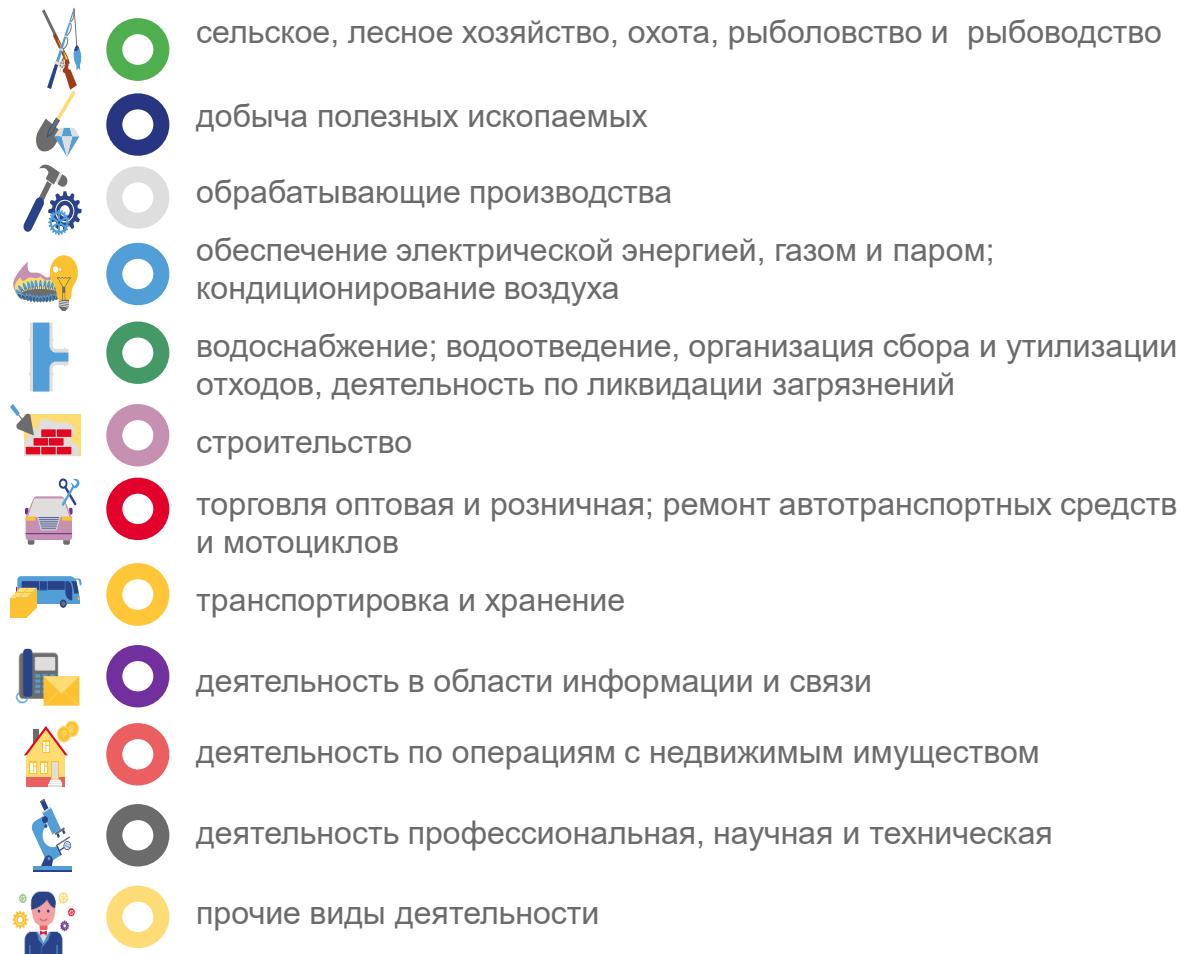 сельское, лесное хозяйство, охота, рыболовство и рыбоводство
добыча полезных ископаемых
обрабатывающие производства
обеспечение электрической энергией, газом и паром;
кондиционирование воздуха
водоснабжение; водоотведение, организация сбора и утилизации
отходов, деятельность по ликвидации загрязнений
строительство
торговля оптовая и розничная; ремонт автотранспортных средств
и мотоциклов
транспортировка и хранение
деятельность в области информации и связи
деятельность по операциям с недвижимым имуществом
деятельность профессиональная, научная и техническая
прочие виды деятельности